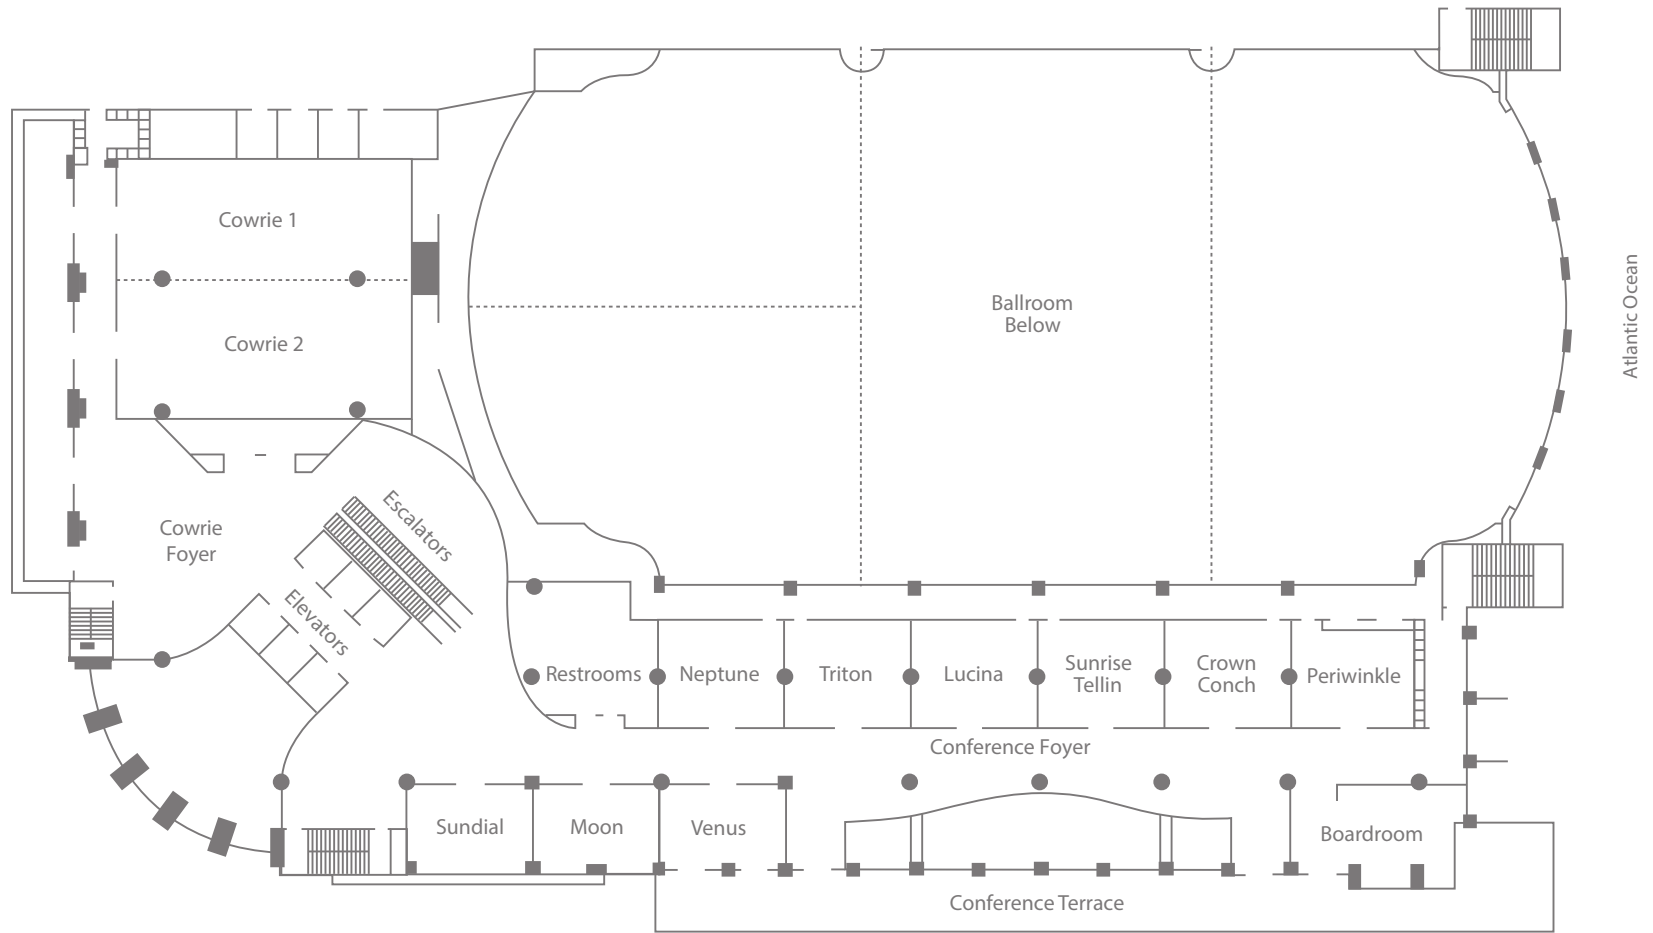 Cowrie 1
Cowrie 2
Ballroom
Below
Atlantic Ocean
Cowrie
Foyer
Escalators
Elevators
Restrooms
Neptune
Triton
Lucina
Sunrise
Tellin
Crown
Conch
Periwinkle
Conference Foyer
Sundial
Moon
Venus
Boardroom
Conference Terrace